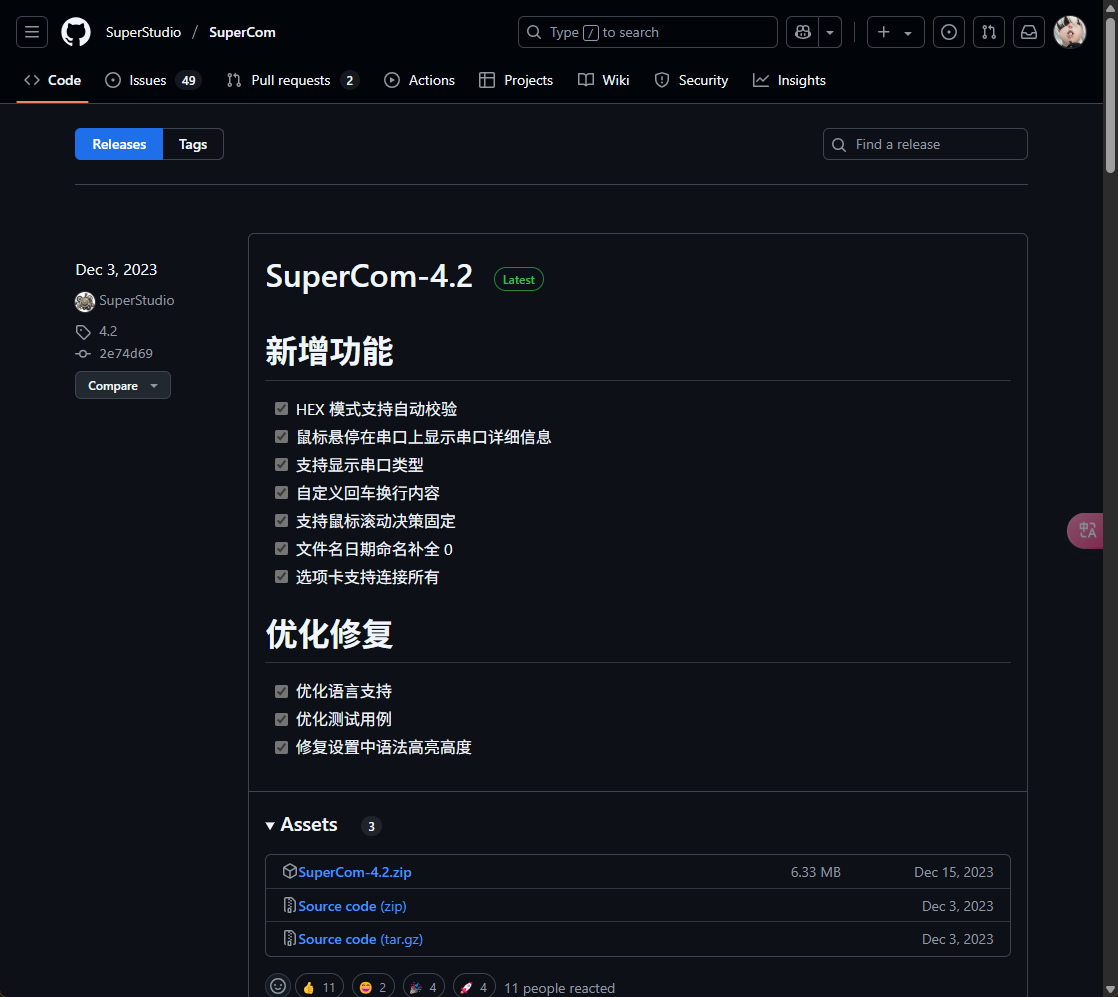 SuperStudio / SuperCom
Type / to search
Code
Issues 49
Pull requests 2
Actions
Projects
Wiki
Security
Insights
Releases
Tags
Find a release
Dec 3, 2023
SuperStudio
4.2
2e74d69
Compare
SuperCom-4.2 Latest
新增功能
HEX 模式支持自动校验
鼠标悬停在串口上显示串口详细信息
支持显示串口类型
自定义回车换行内容
支持鼠标滚动决策固定
文件名日期命名补全 0
选项卡支持连接所有
优化修复
优化语言支持
优化测试用例
修复设置中语法高亮高度
Assets 3
SuperCom-4.2.zip 6.33 MB Dec 15, 2023
Source code (zip) Dec 3, 2023
Source code (tar.gz) Dec 3, 2023
👍 11 😄 2 🎉 4 🚀 4 11 people reacted
中A